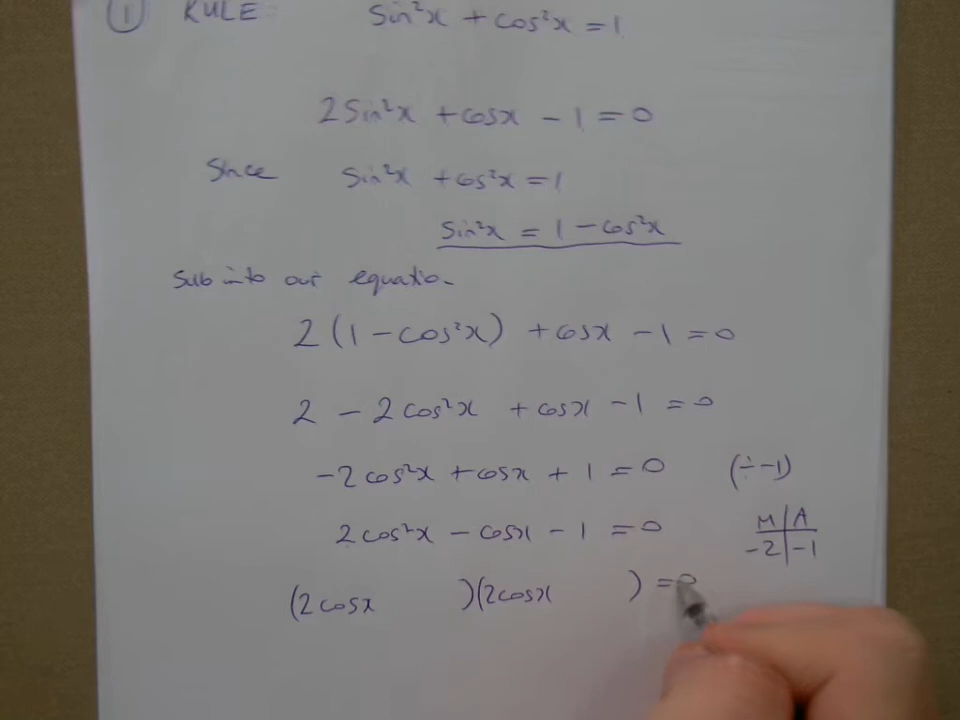 ① RULE sin²x + cos²x = 1
2sin²x + cosx - 1 = 0
Since sin²x + cos²x = 1
sin²x = 1 - cos²x
Sub into our equation
2(1 - cos²x) + cosx - 1 = 0
2 - 2cos²x + cosx - 1 = 0
-2cos²x + cosx + 1 = 0 (÷ -1)
2cos²x - cosx - 1 = 0
M | A
-2 | -1
(2cosx )(2cosx ) = 0